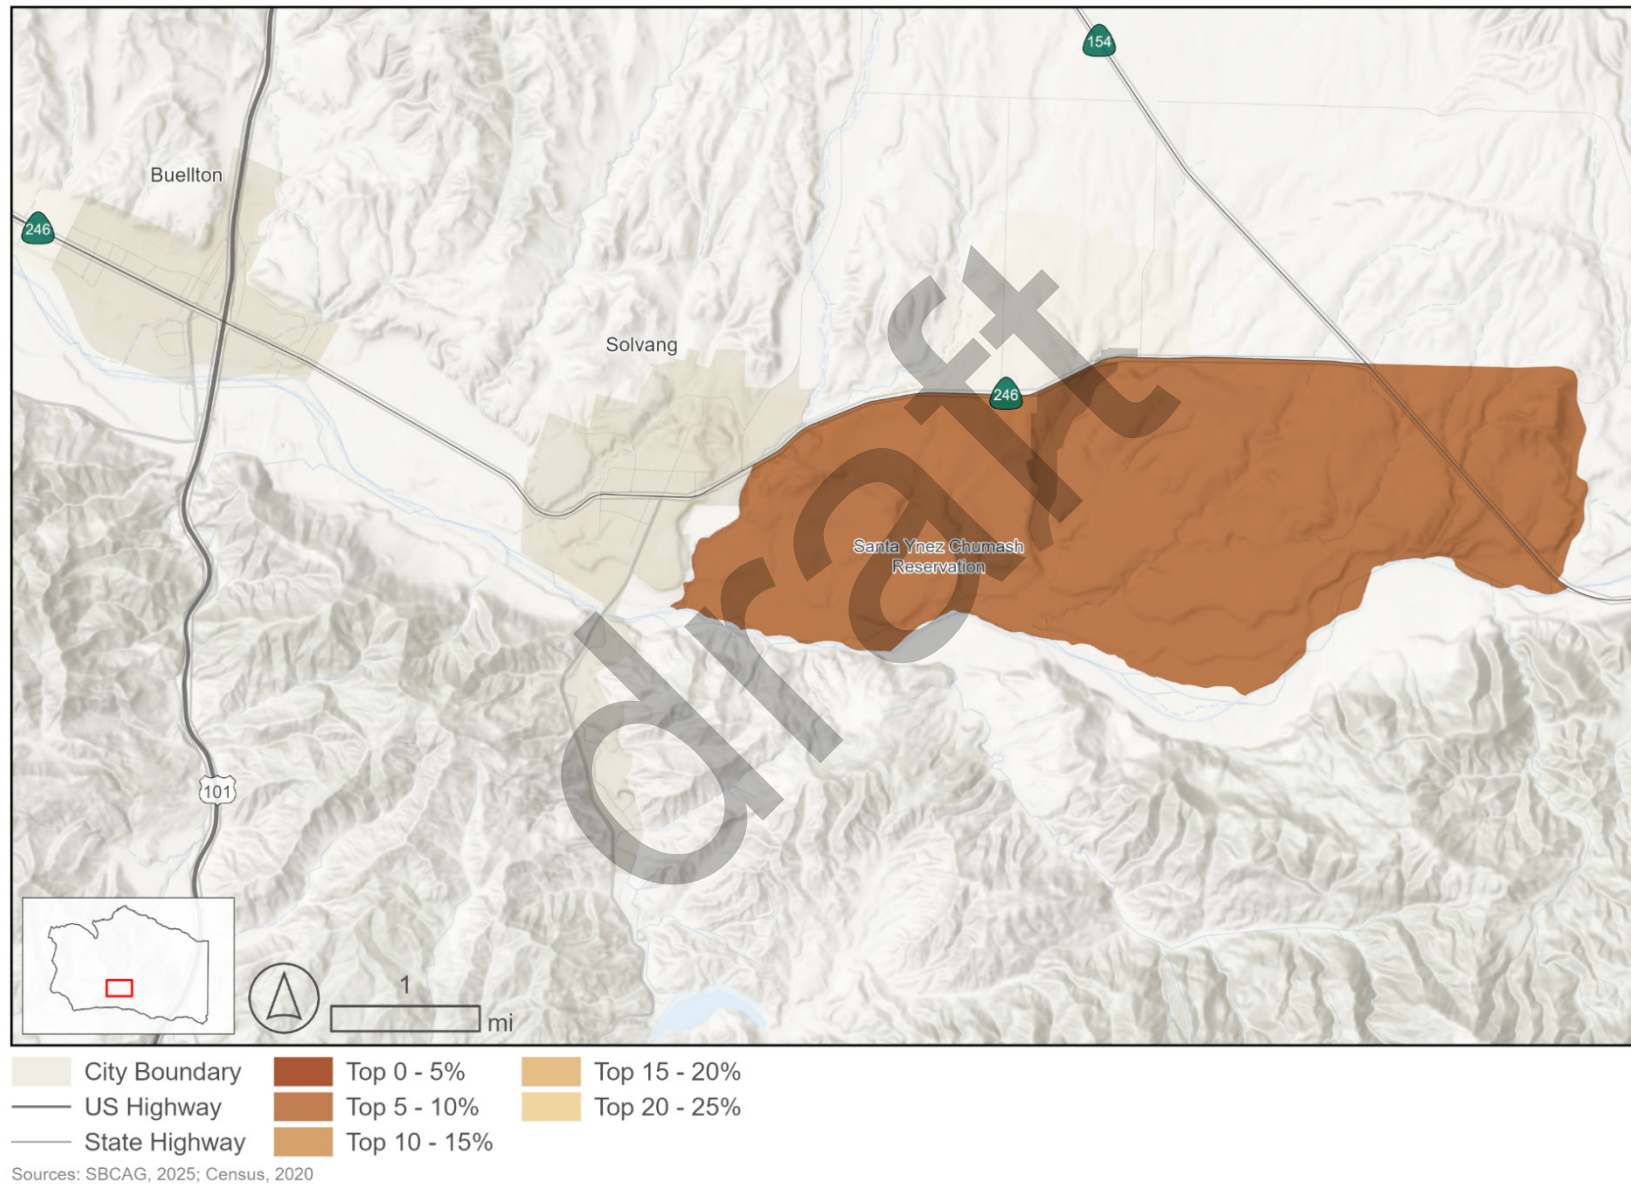 154
Buellton
246
Solvang
246
Santa Ynez Chumash
Reservation
draft
101
1
mi
City Boundary
US Highway
State Highway
Top 0 - 5%
Top 5 - 10%
Top 10 - 15%
Top 15 - 20%
Top 20 - 25%
Sources: SBCAG, 2025; Census, 2020